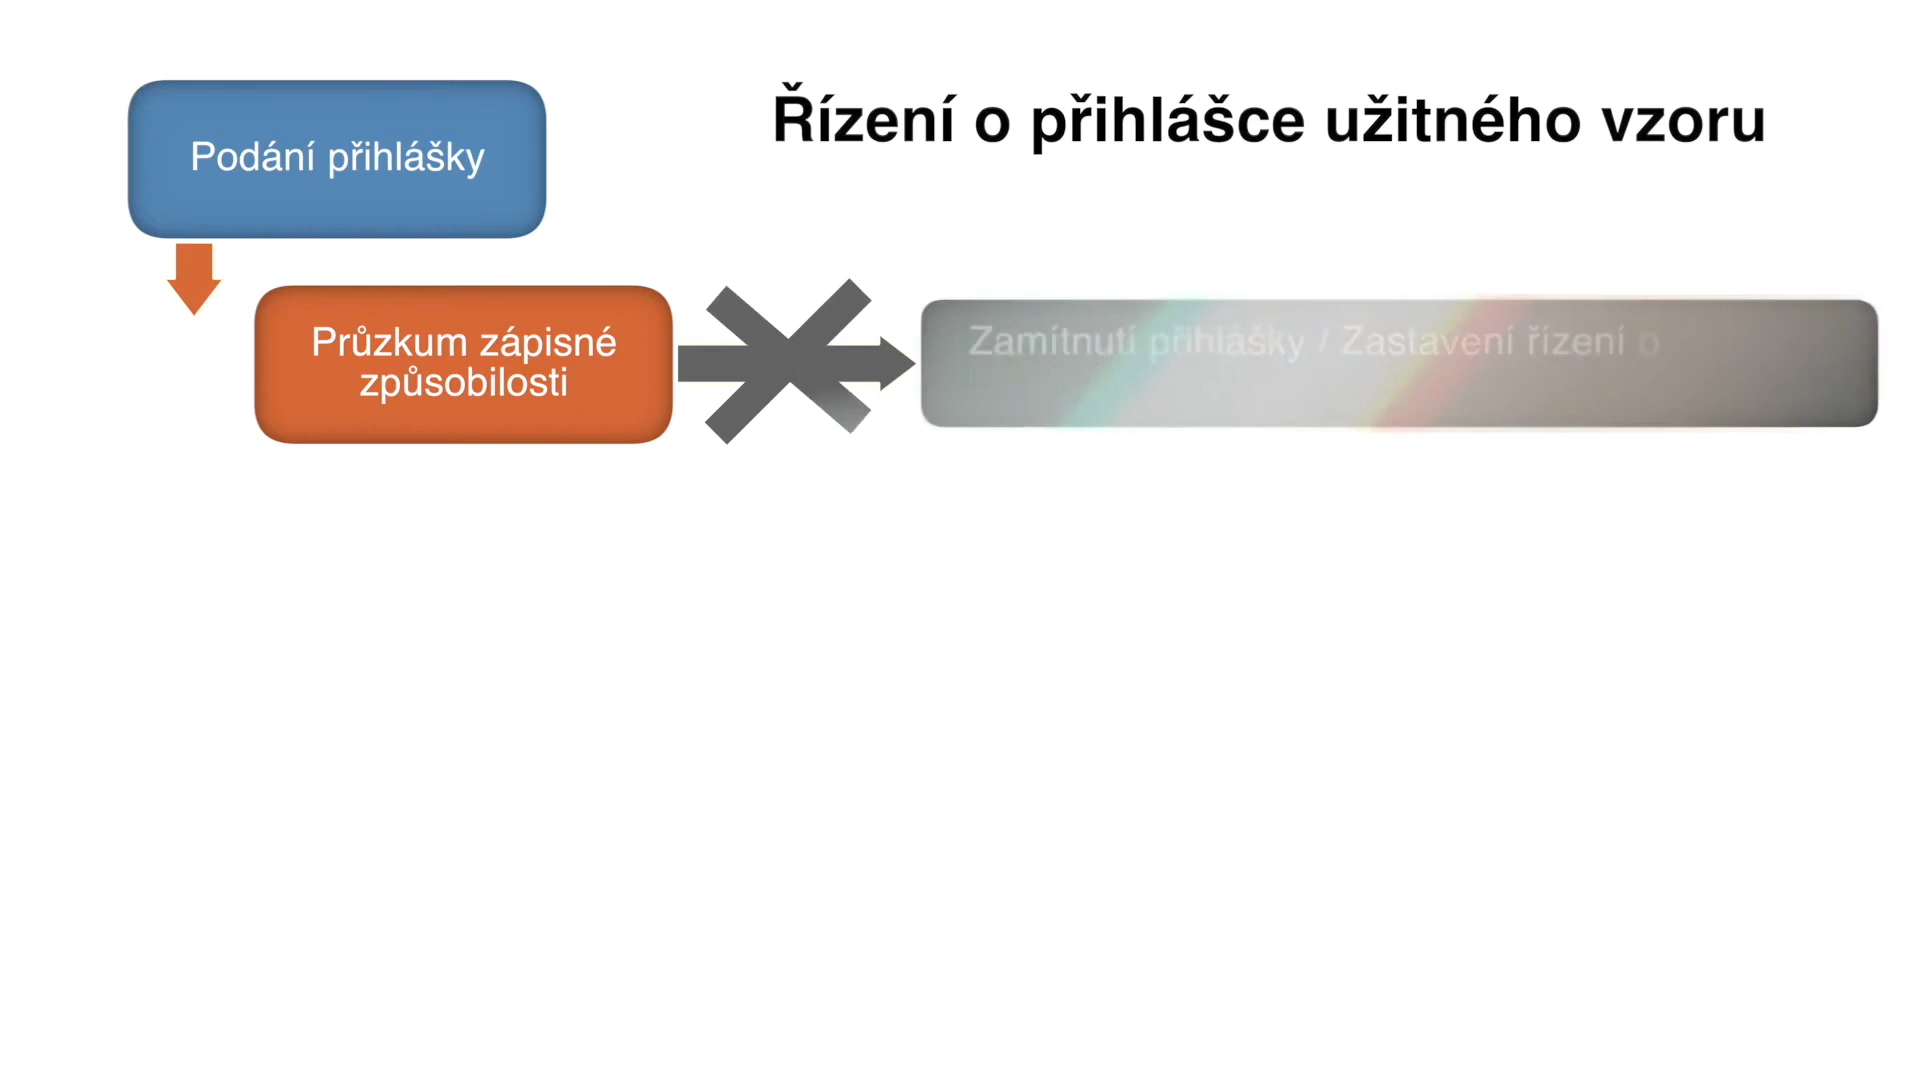 Řízení o přihlášce užitného vzoru
Podání přihlášky
Průzkum zápisné
způsobilosti
Zamítnutí přihlášky / Zastavení řízení o